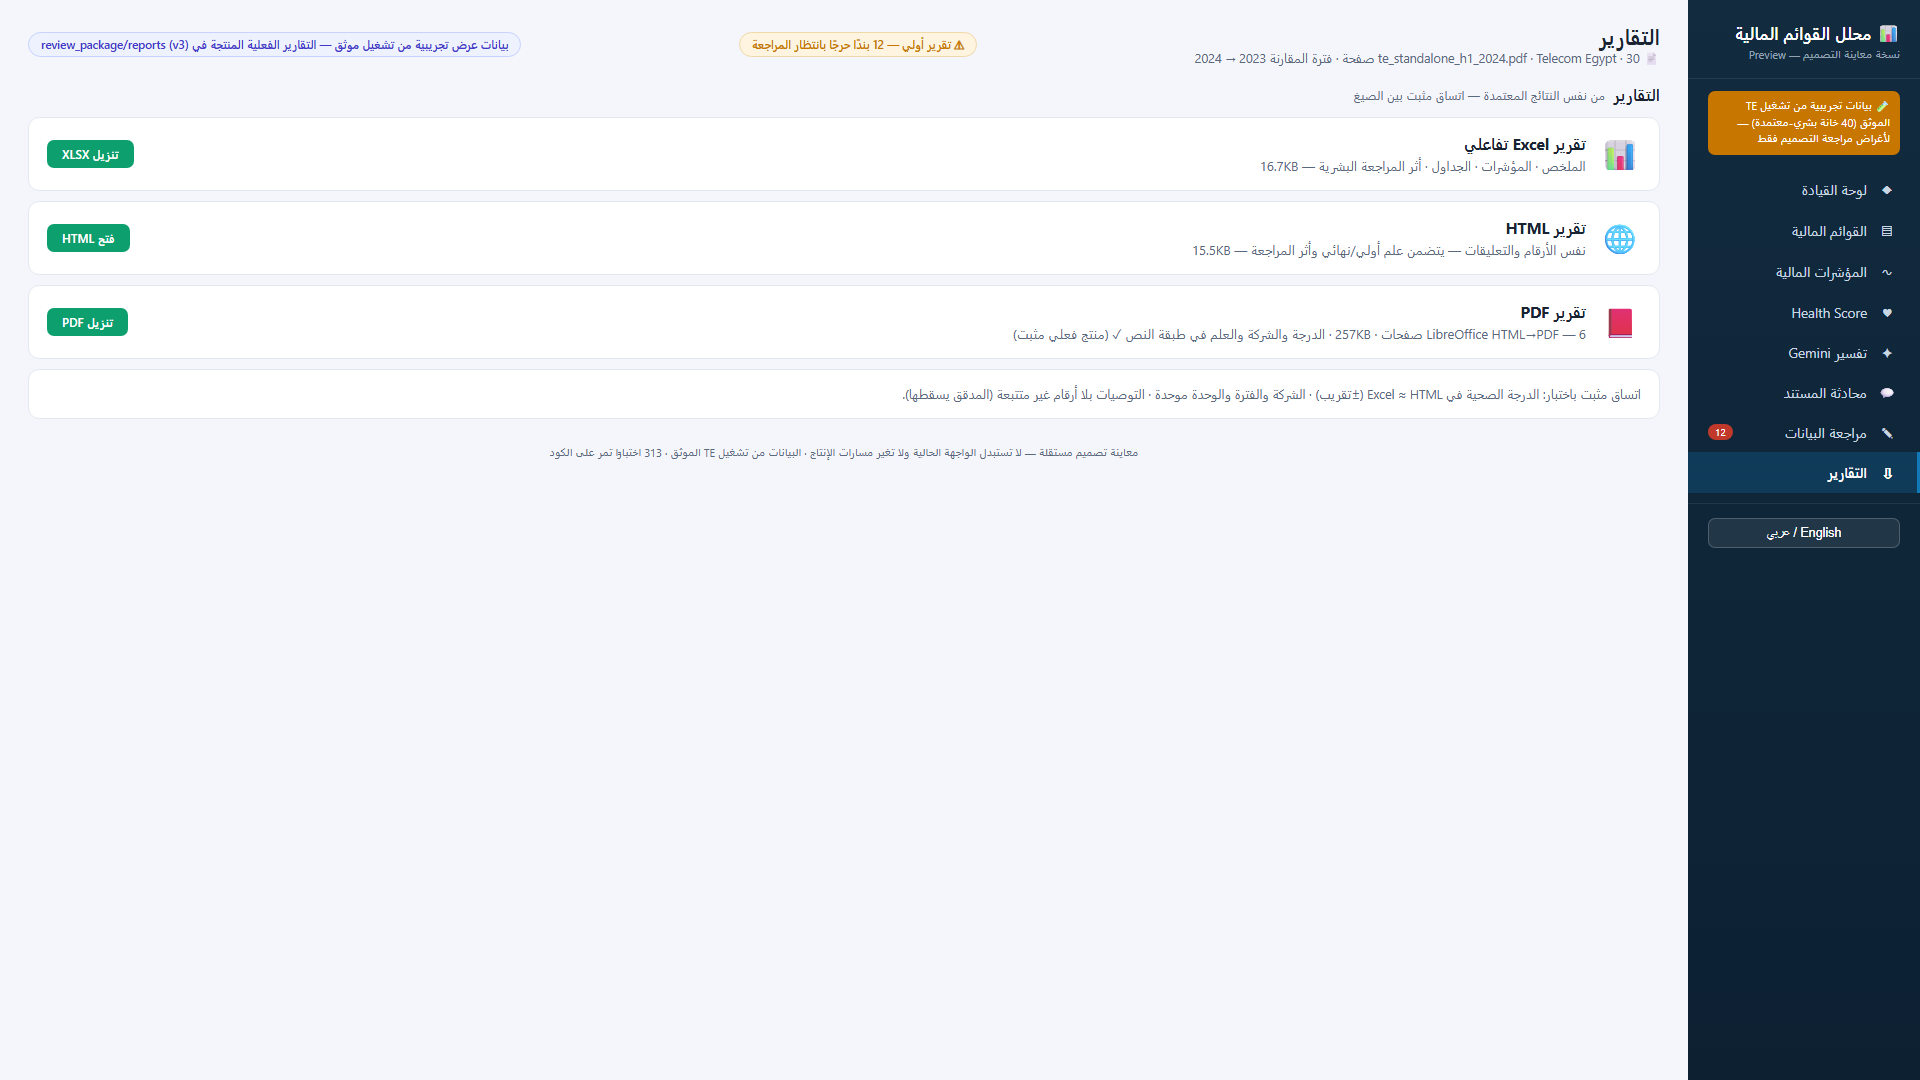 محلل القوائم المالية
نسخة معاينة التصميم — Preview
بيانات تجريبية من تشغيل TE
الموثق (40 خانة بشري-معتمدة) —
لأغراض مراجعة التصميم فقط
لوحة القيادة
القوائم المالية
المؤشرات المالية
Health Score
تفسير Gemini
محادثة المستند
مراجعة البيانات
12
التقارير
عربي / English
التقارير
te_standalone_h1_2024.pdf · Telecom Egypt · 30 صفحة · فترة المقارنة 2023 → 2024
⚠ تقرير أولي — 12 بندًا حرجًا بانتظار المراجعة
بيانات عرض تجريبية من تشغيل موثق — التقارير الفعلية المنتجة في review_package/reports (v3)
التقارير من نفس النتائج المعتمدة — اتساق مثبت بين الصيغ
تقرير Excel تفاعلي
الملخص · المؤشرات · الجداول · أثر المراجعة البشرية — 16.7KB
تنزيل XLSX
تقرير HTML
نفس الأرقام والتعليقات — يتضمن علم أولي/نهائي وأثر المراجعة — 15.5KB
فتح HTML
تقرير PDF
LibreOffice HTML→PDF — 6 صفحات · 257KB · الدرجة والشركة والعلم في طبقة النص ✓ (منتج فعلي مثبت)
تنزيل PDF
اتساق مثبت باختبار: الدرجة الصحية في Excel ≈ HTML (±تقريب) · الشركة والفترة والوحدة موحدة · التوصيات بلا أرقام غير متتبعة (المدقق يسقطها).
معاينة تصميم مستقلة — لا تستبدل الواجهة الحالية ولا تغير مسارات الإنتاج · البيانات من تشغيل TE الموثق · 313 اختبارا تمر على الكود